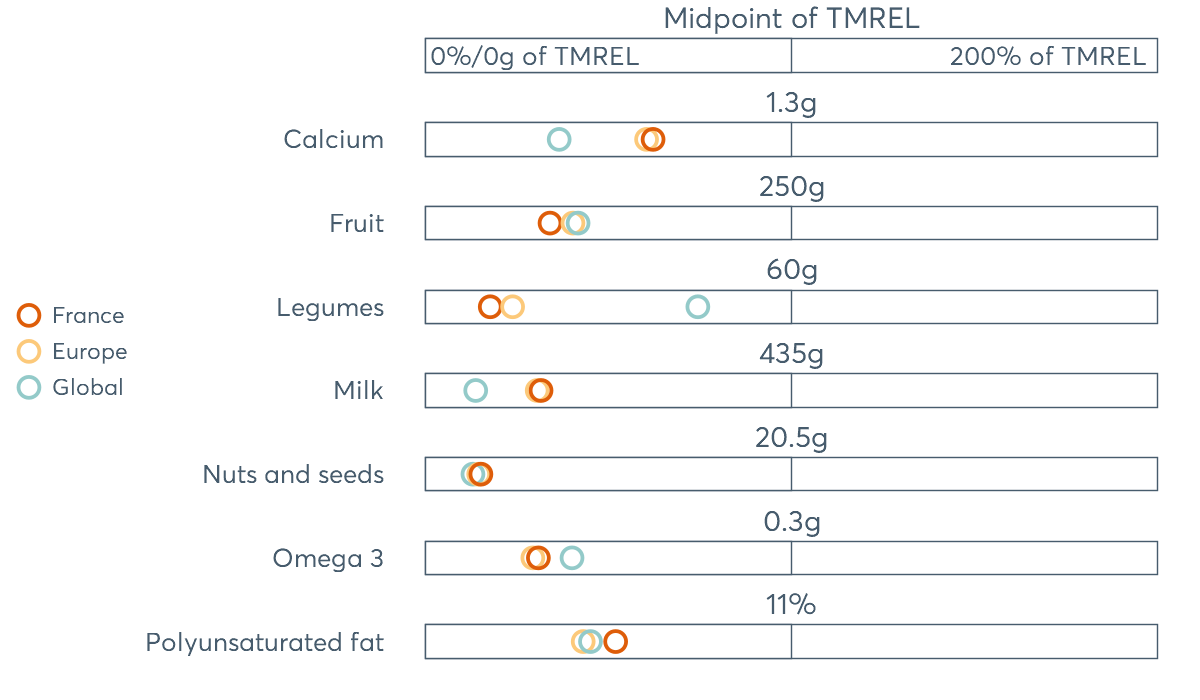 Midpoint of TMREL
0%/0g of TMREL
200% of TMREL
1.3g
Calcium
250g
Fruit
60g
Legumes
435g
Milk
20.5g
Nuts and seeds
0.3g
Omega 3
11%
Polyunsaturated fat
France
Europe
Global